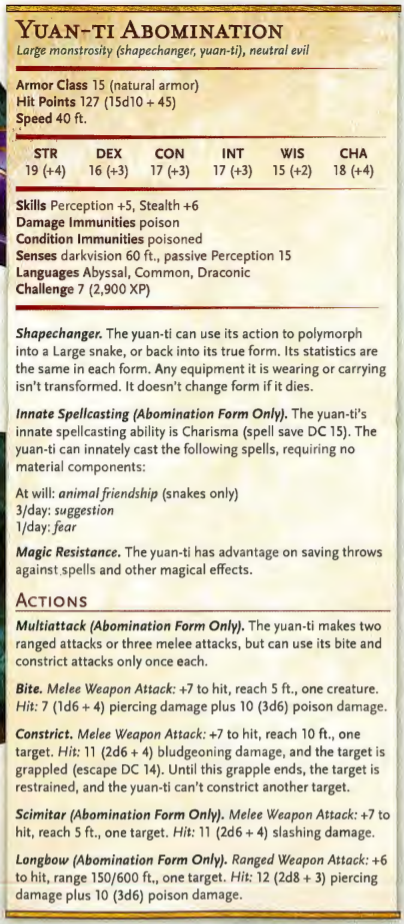 YUAN-TI ABOMINATION
Large monstrosity (shapechanger, yuan-ti), neutral evil
Armor Class 15 (natural armor)
Hit Points 127 (15d10 + 45)
Speed 40 ft.
STR DEX CON INT WIS CHA
19 (+4) 16 (+3) 17 (+3) 17 (+3) 15 (+2) 18 (+4)
Skills Perception +5, Stealth +6
Damage Immunities poison
Condition Immunities poisoned
Senses darkvision 60 ft., passive Perception 15
Languages Abyssal, Common, Draconic
Challenge 7 (2,900 XP)
Shapechanger. The yuan-ti can use its action to polymorph
into a Large snake, or back into its true form. Its statistics are
the same in each form. Any equipment it is wearing or carrying
isn't transformed. It doesn't change form if it dies.
Innate Spellcasting (Abomination Form Only). The yuan-ti's
innate spellcasting ability is Charisma (spell save DC 15). The
yuan-ti can innately cast the following spells, requiring no
material components:
At will: animal friendship (snakes only)
3/day: suggestion
1/day: fear
Magic Resistance. The yuan-ti has advantage on saving throws
against spells and other magical effects.
ACTIONS
Multiattack (Abomination Form Only). The yuan-ti makes two
ranged attacks or three melee attacks, but can use its bite and
constrict attacks only once each.
Bite. Melee Weapon Attack: +7 to hit, reach 5 ft., one creature.
Hit: 7 (1d6 + 4) piercing damage plus 10 (3d6) poison damage.
Constrict. Melee Weapon Attack: +7 to hit, reach 10 ft., one
target. Hit: 11 (2d6 + 4) bludgeoning damage, and the target is
grappled (escape DC 14). Until this grapple ends, the target is
restrained, and the yuan-ti can't constrict another target.
Scimitar (Abomination Form Only). Melee Weapon Attack: +7 to
hit, reach 5 ft., one target. Hit: 11 (2d6 + 4) slashing damage.
Longbow (Abomination Form Only). Ranged Weapon Attack: +6
to hit, range 150/600 ft., one target. Hit: 12 (2d8 + 3) piercing
damage plus 10 (3d6) poison damage.